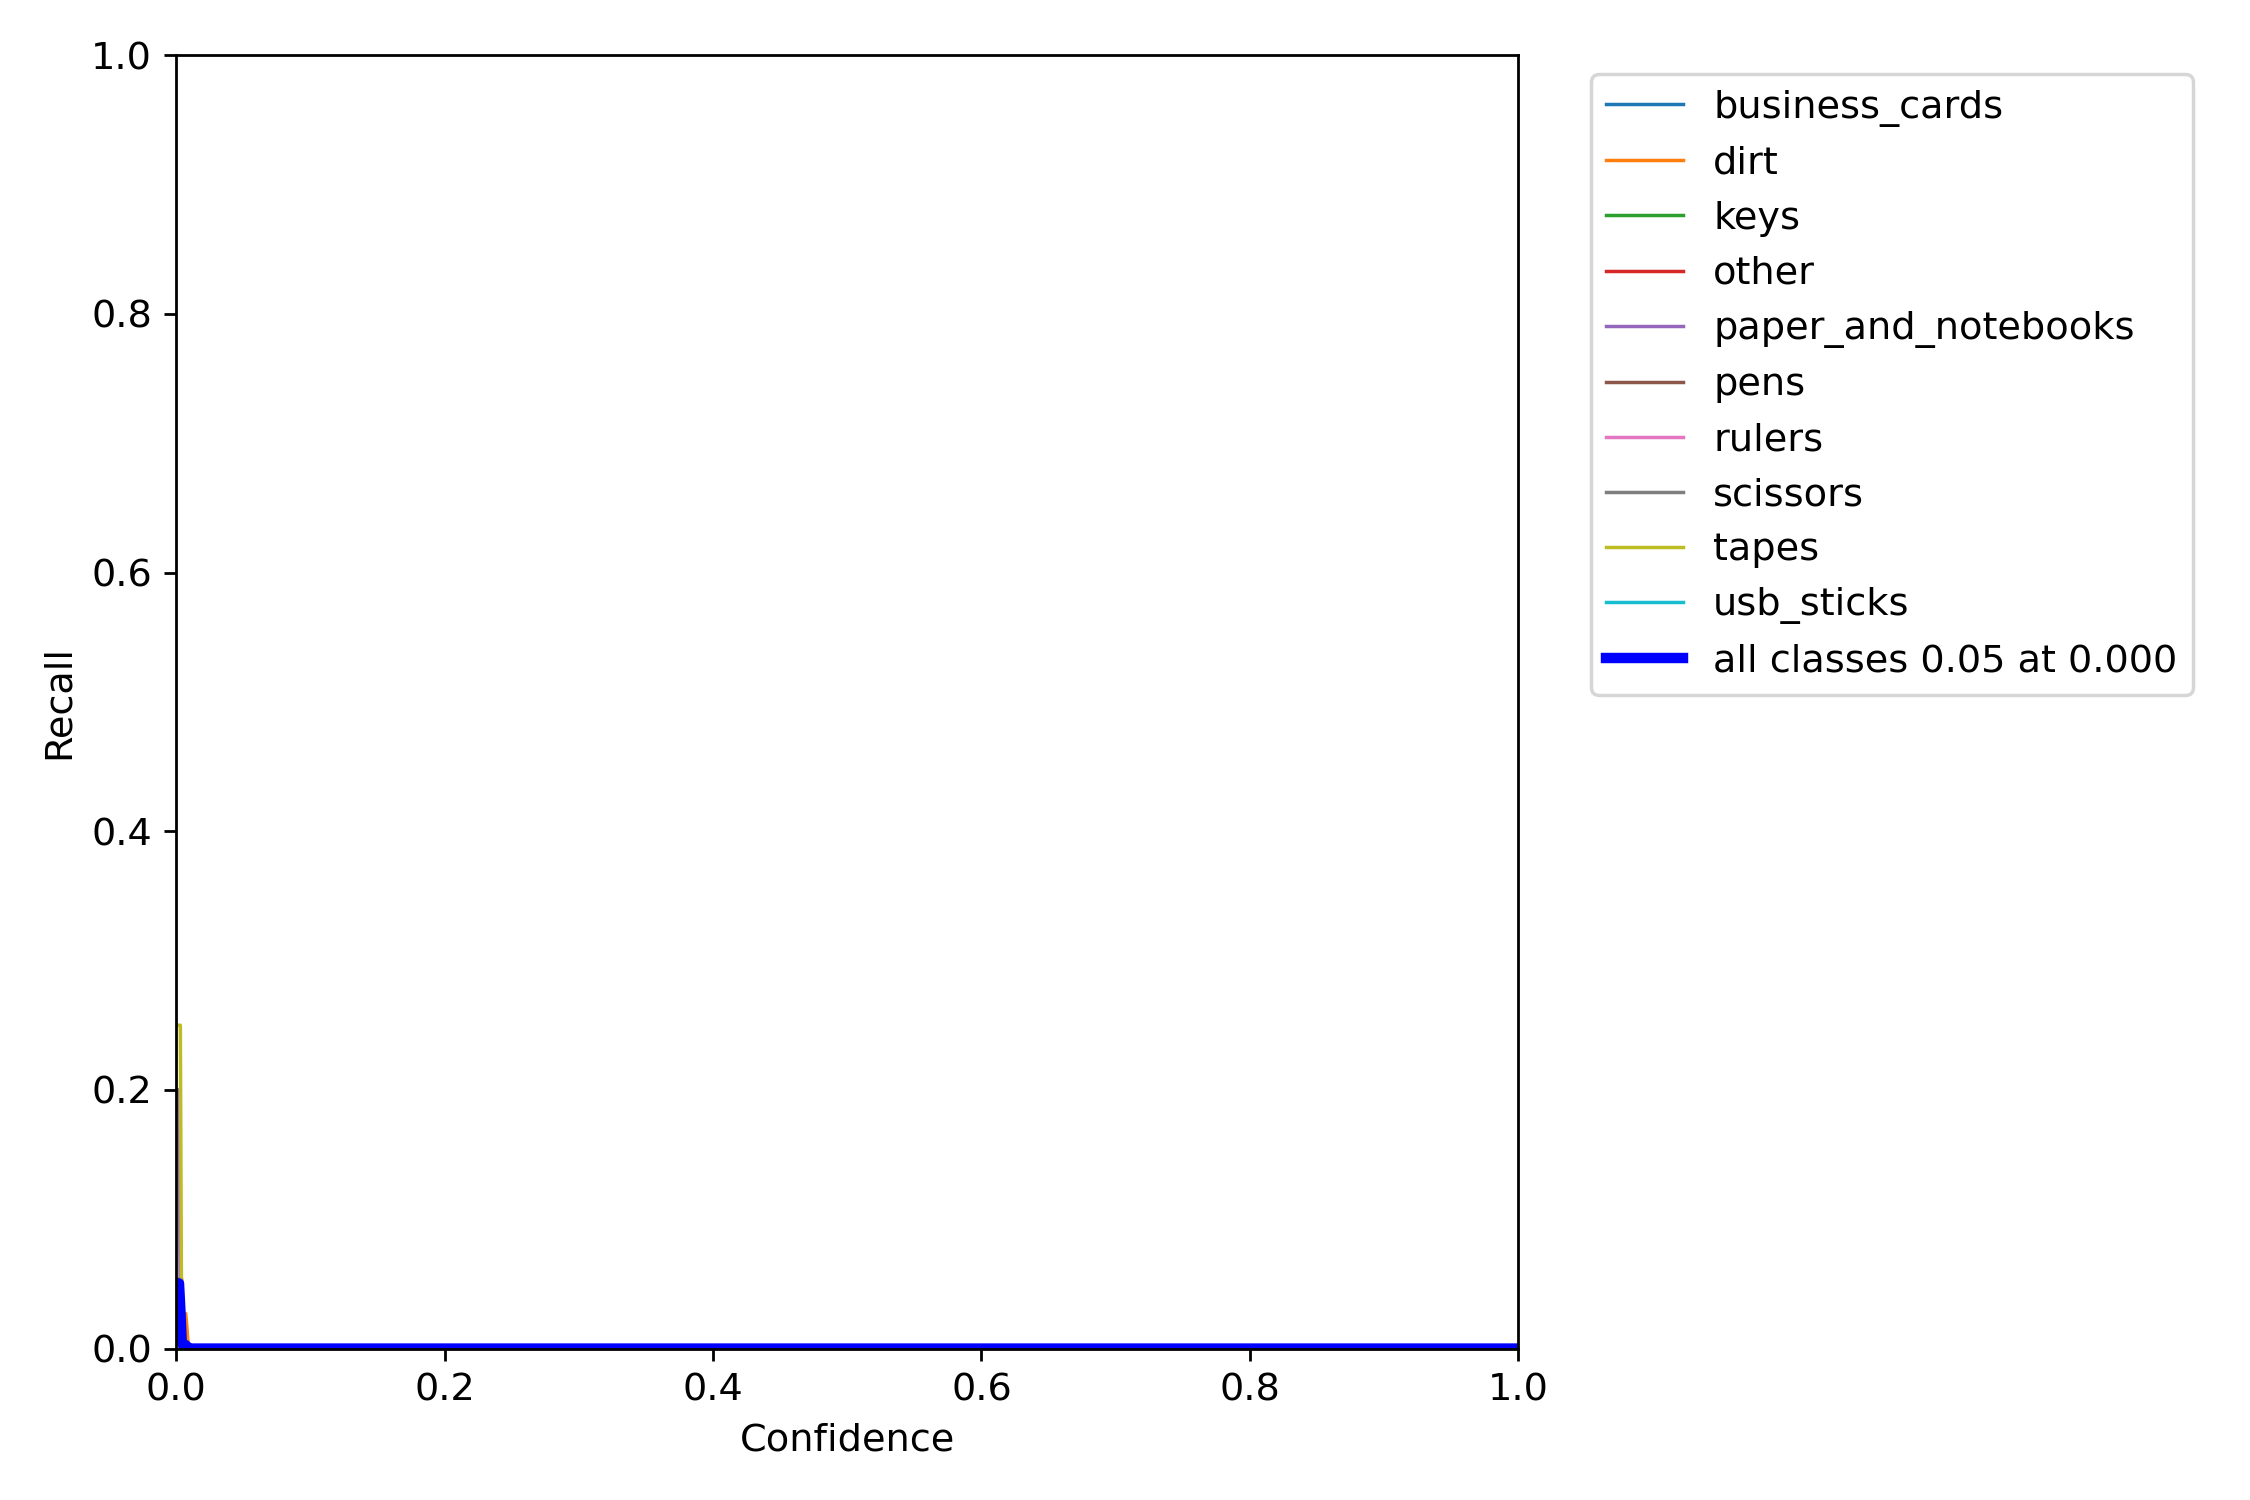 1.0
0.8
0.6
0.4
0.2
0.0
Recall
0.0 0.2 0.4 0.6 0.8 1.0
Confidence
business_cards
dirt
keys
other
paper_and_notebooks
pens
rulers
scissors
tapes
usb_sticks
all classes 0.05 at 0.000